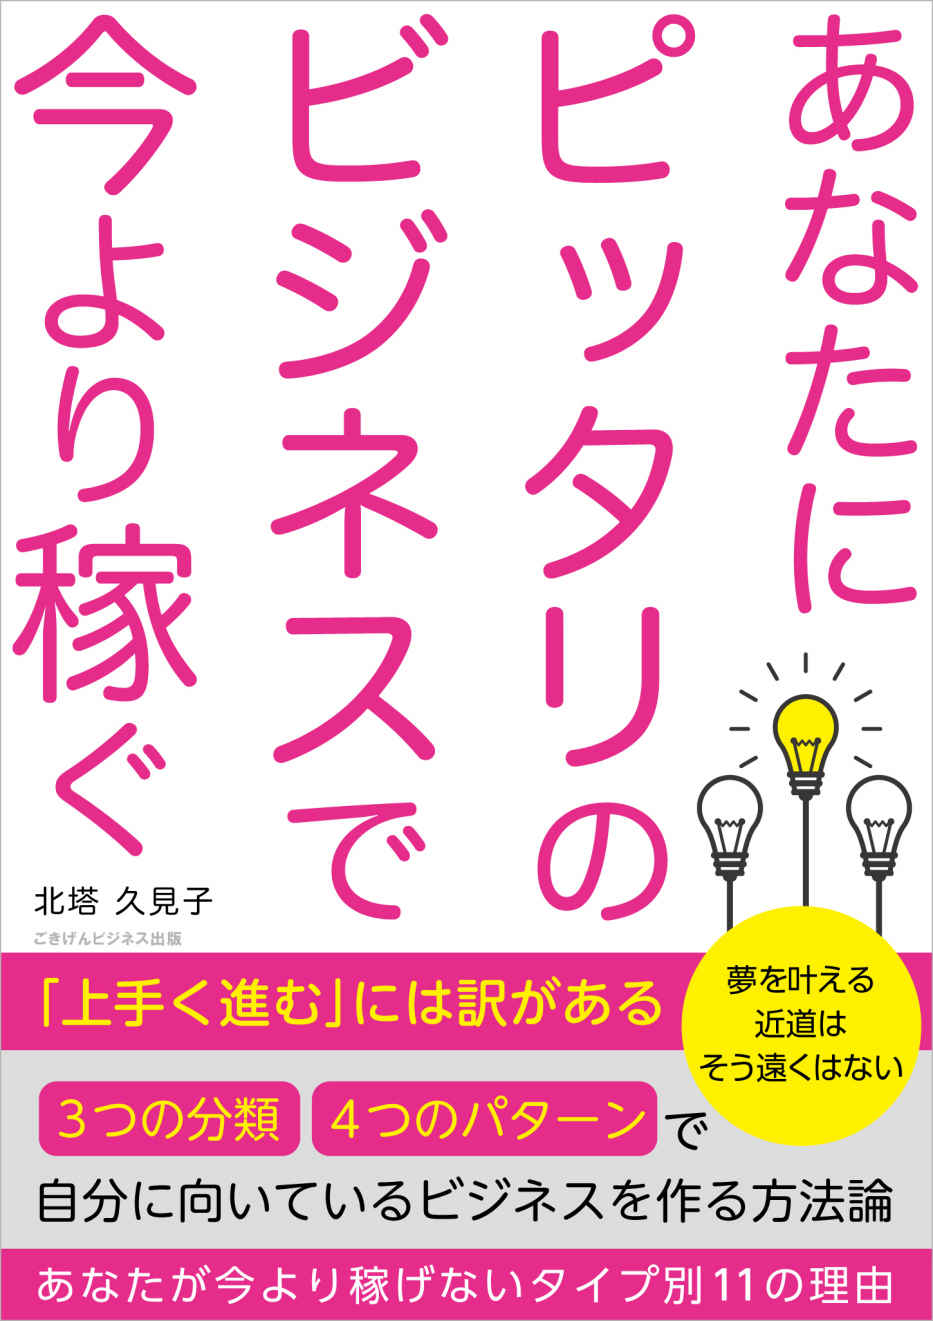 あなたに
ピッタリの
ビジネスで
今より稼ぐ
北塔 久見子
ごきげんビジネス出版
「上手く進む」には訳がある
夢を叶える
近道は
そう遠くはない
３つの分類 ４つのパターン で
自分に向いているビジネスを作る方法論
あなたが今より稼げないタイプ別11の理由